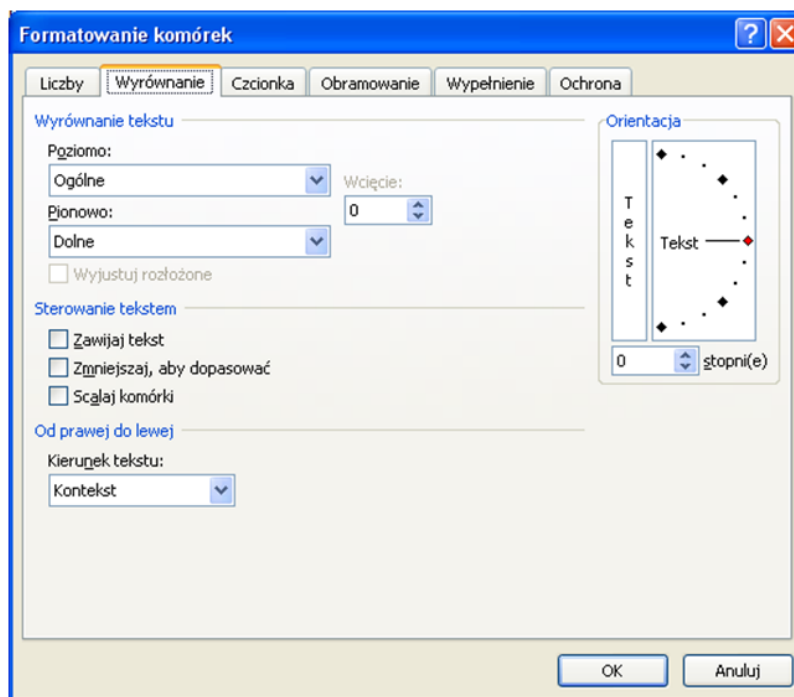 Formatowanie komórek
Liczby Wyrównanie Czcionka Obramowanie Wypełnienie Ochrona
Wyrównanie tekstu
Poziomo:
Ogólne
Wcięcie:
0
Pionowo:
Dolne
Wyjustuj rozłożone
Sterowanie tekstem
Zawijaj tekst
Zmniejszaj, aby dopasować
Scalaj komórki
Od prawej do lewej
Kierunek tekstu:
Kontekst
Orientacja
Tekst
Tekst
0 stopni(e)
OK Anuluj